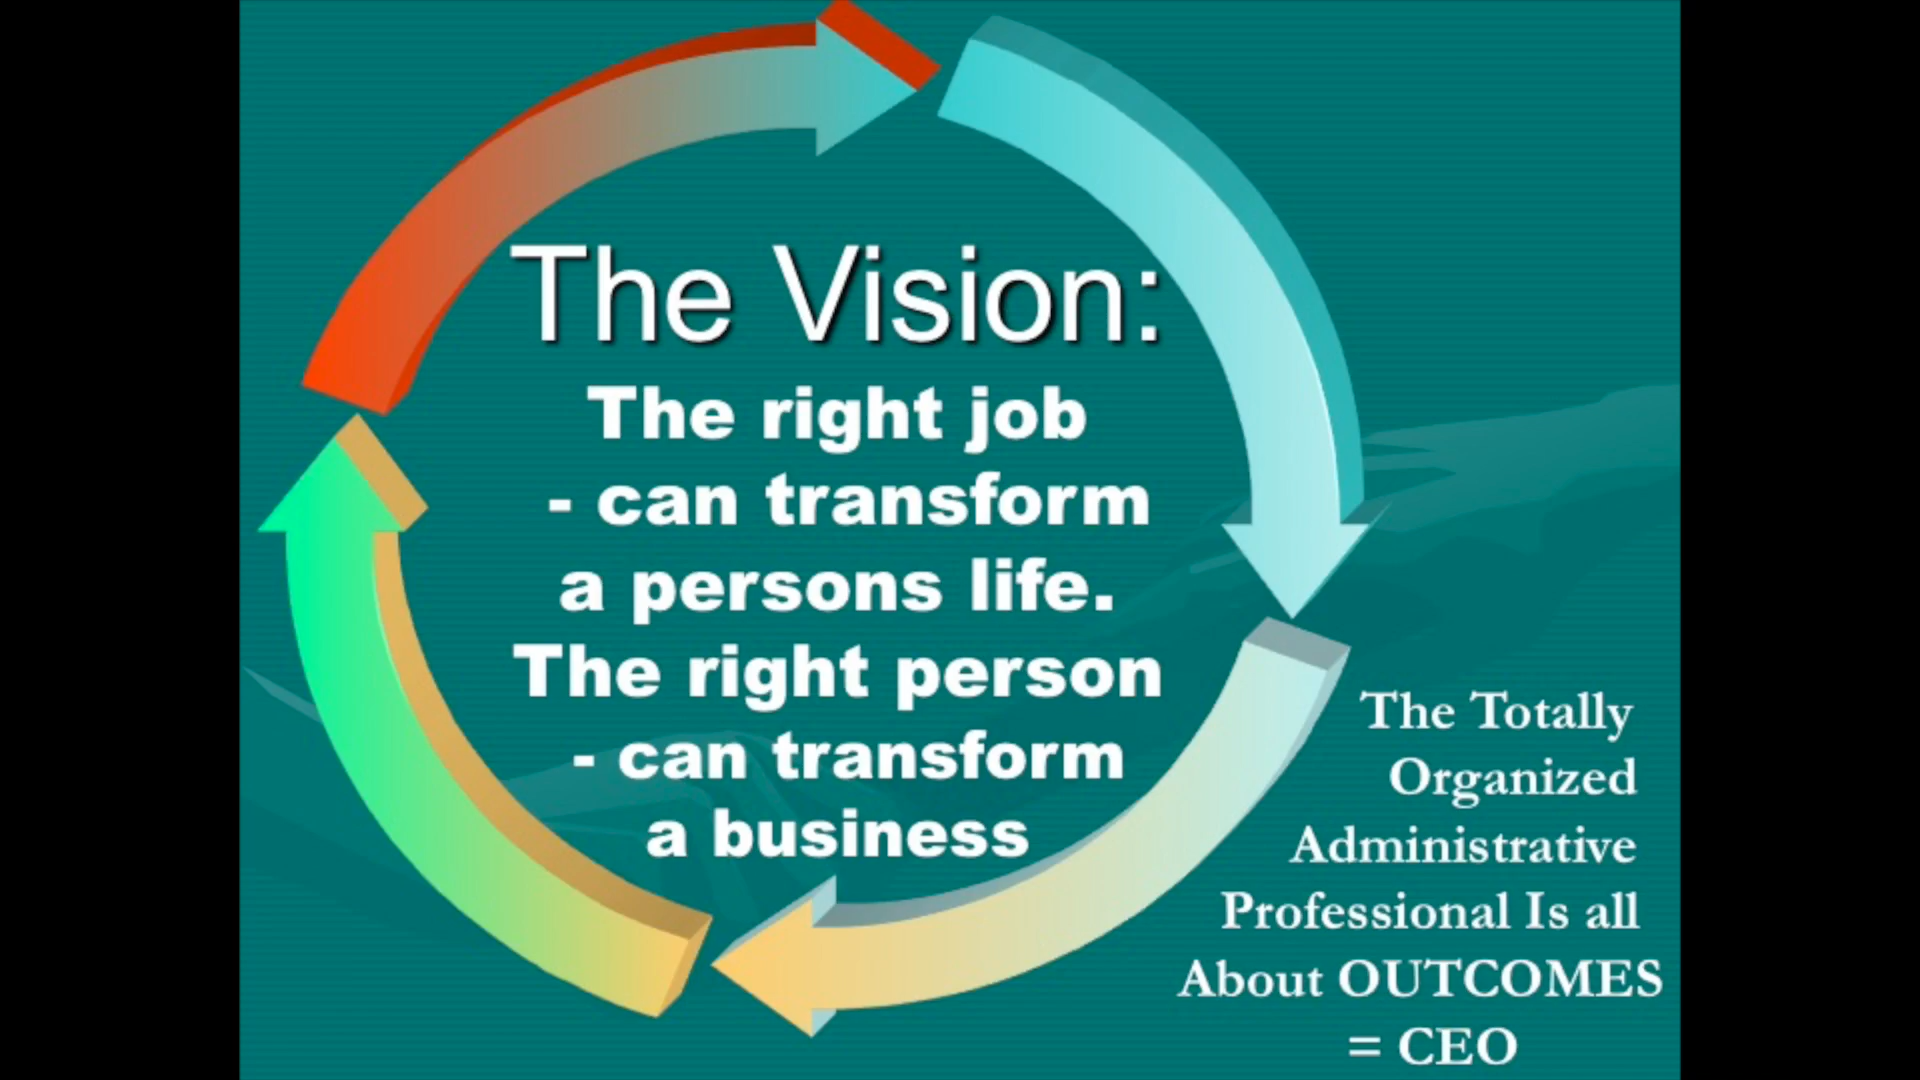 The Vision:
The right job
- can transform
a persons life.
The right person
- can transform
a business
The Totally
Organized
Administrative
Professional Is all
About OUTCOMES
= CEO